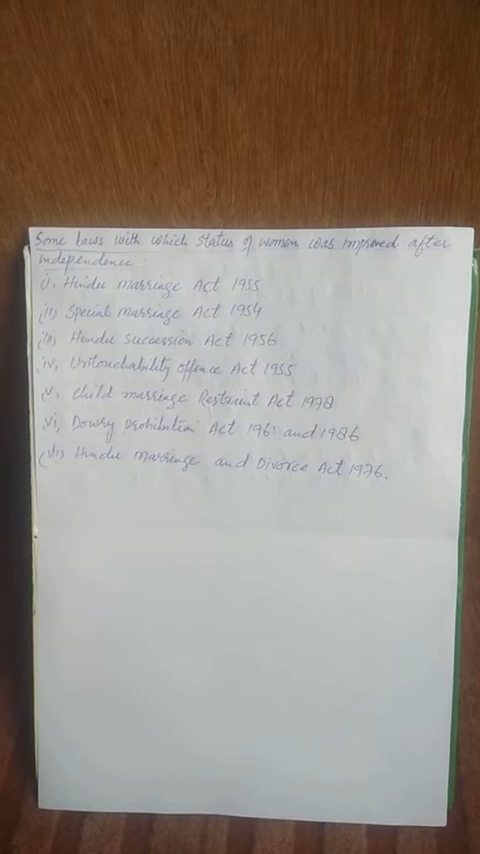 Some laws with which status of women was improved after
independence :
(i), Hindu marriage Act 1955
(ii) Special marriage Act 1954
(iii) Hindu succession Act 1956
(iv, Untouchability offence Act 1955
(v, child marriage Restraint Act 1978
vi, Dowry prohibition Act 1961 and 1986
(vii) Hindu marriage and Divorce Act 1976.